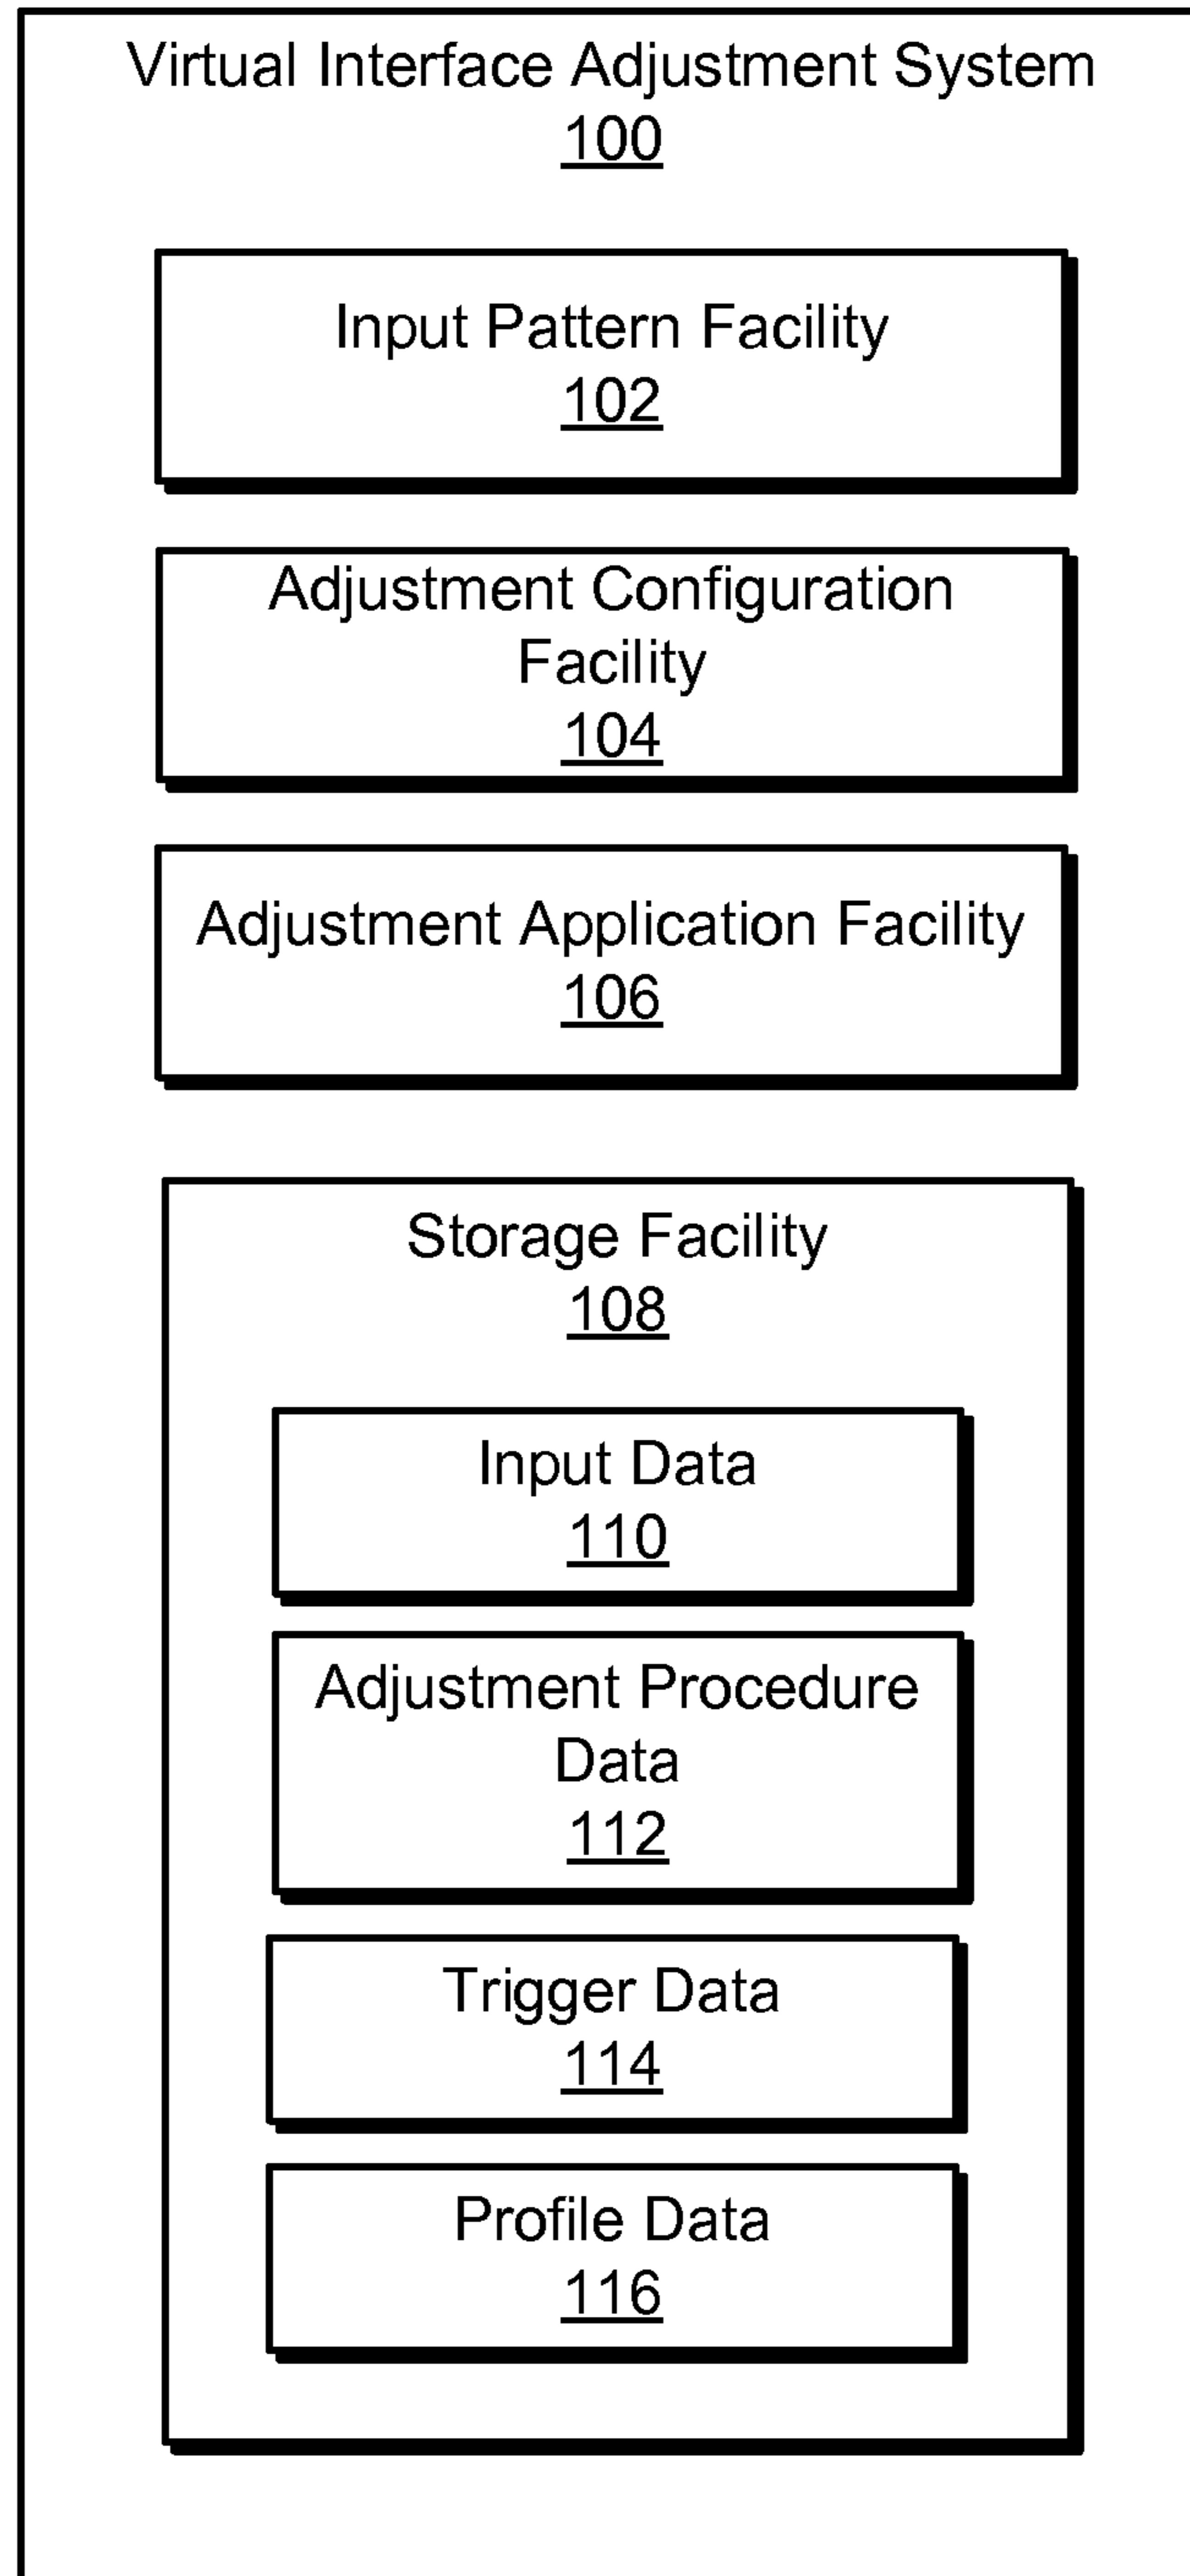 Virtual Interface Adjustment System
100
Input Pattern Facility
102
Adjustment Configuration
Facility
104
Adjustment Application Facility
106
Storage Facility
108
Input Data
110
Adjustment Procedure
Data
112
Trigger Data
114
Profile Data
116